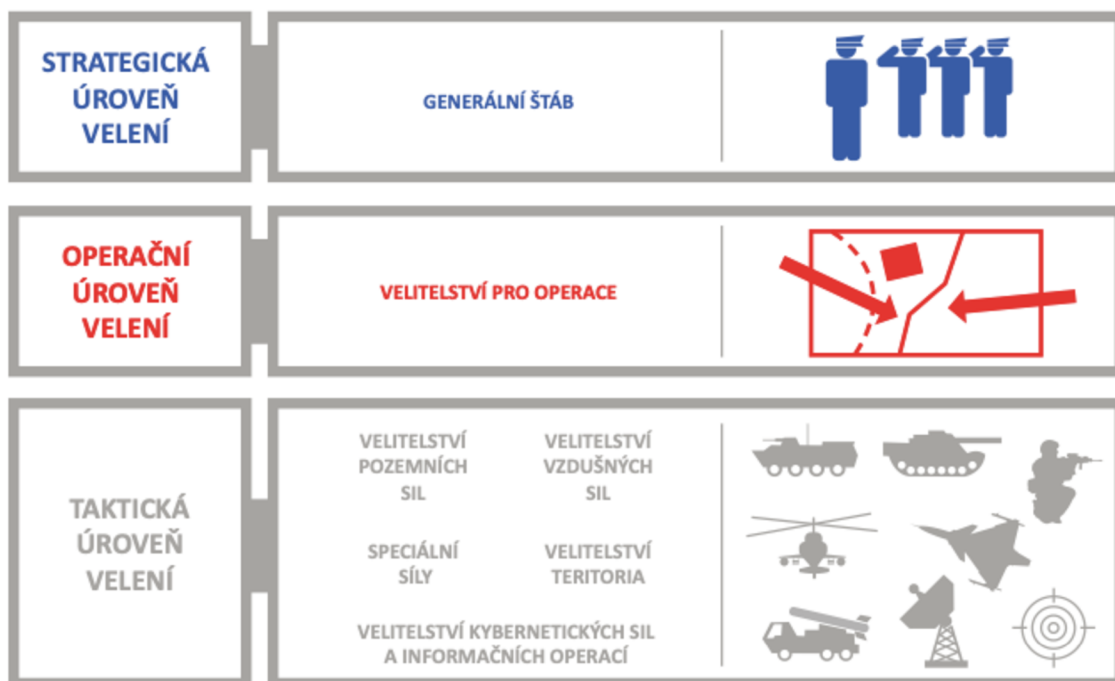 STRATEGICKÁ
ÚROVEŇ
VELENÍ
GENERÁLNÍ ŠTÁB
OPERAČNÍ
ÚROVEŇ
VELENÍ
VELITELSTVÍ PRO OPERACE
TAKTICKÁ
ÚROVEŇ
VELENÍ
VELITELSTVÍ
POZEMNÍCH
SIL
VELITELSTVÍ
VZDUŠNÝCH
SIL
SPECIÁLNÍ
SÍLY
VELITELSTVÍ
TERITORIA
VELITELSTVÍ KYBERNETICKÝCH SIL
A INFORMAČNÍCH OPERACÍ